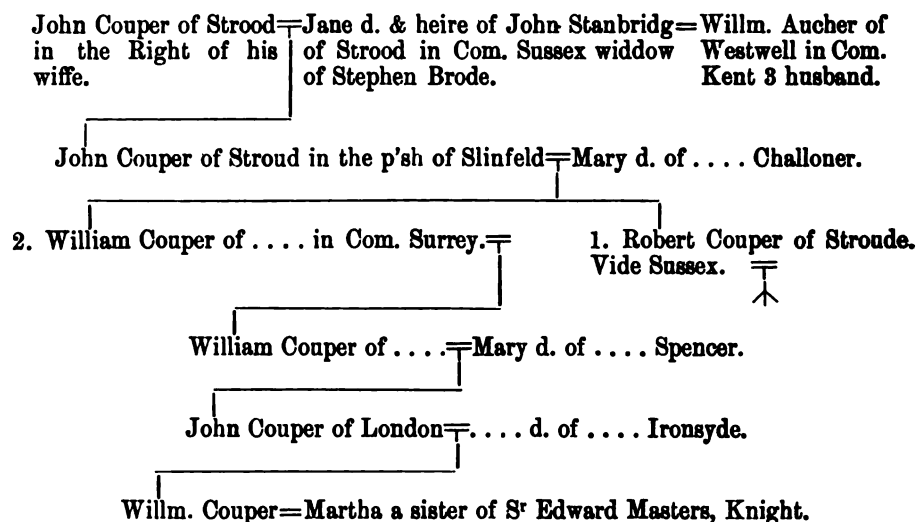 John Couper of Strood=Jane d. & heire of John Stanbridg=Willm. Aucher of
in the Right of his of Strood in Com. Sussex widdow Westwell in Com.
wiffe. of Stephen Brode. Kent 3 husband.
John Couper of Stroud in the p'sh of Slinfeld=Mary d. of .... Challoner.
2. William Couper of .... in Com. Surrey.= 1. Robert Couper of Stroude.
Vide Sussex. =
William Couper of ....=Mary d. of .... Spencer.
John Couper of London=.... d. of .... Ironsyde.
Willm. Couper=Martha a sister of Sʳ Edward Masters, Knight.